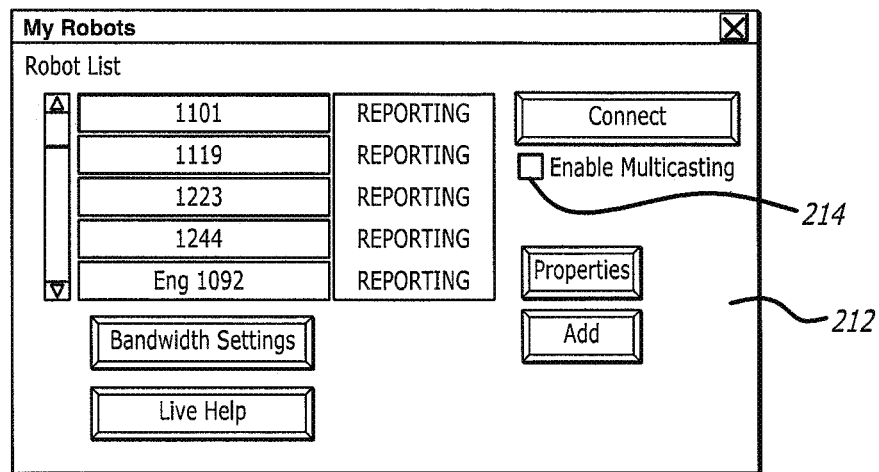 My Robots
Robot List
1101 REPORTING
1119 REPORTING
1223 REPORTING
1244 REPORTING
Eng 1092 REPORTING
Connect
Enable Multicasting
214
Properties
Add
212
Bandwidth Settings
Live Help